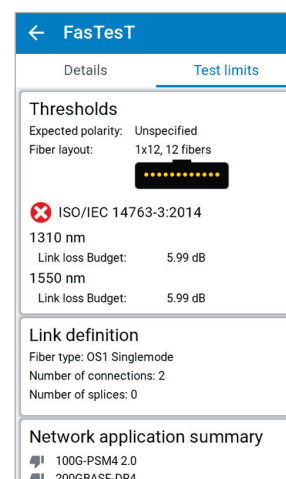 FasTesT
Details Test limits
Thresholds
Expected polarity: Unspecified
Fiber layout: 1x12, 12 fibers
ISO/IEC 14763-3:2014
1310 nm
Link loss Budget: 5.99 dB
1550 nm
Link loss Budget: 5.99 dB
Link definition
Fiber type: OS1 Singlemode
Number of connections: 2
Number of splices: 0
Network application summary
100G-PSM4 2.0
200GBASE-DR4